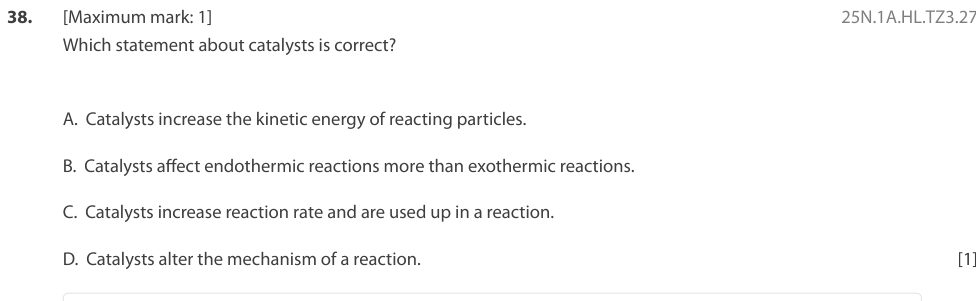 38. [Maximum mark: 1] 25N.1A.HL.TZ3.27
Which statement about catalysts is correct?
A. Catalysts increase the kinetic energy of reacting particles.
B. Catalysts affect endothermic reactions more than exothermic reactions.
C. Catalysts increase reaction rate and are used up in a reaction.
D. Catalysts alter the mechanism of a reaction. [1]